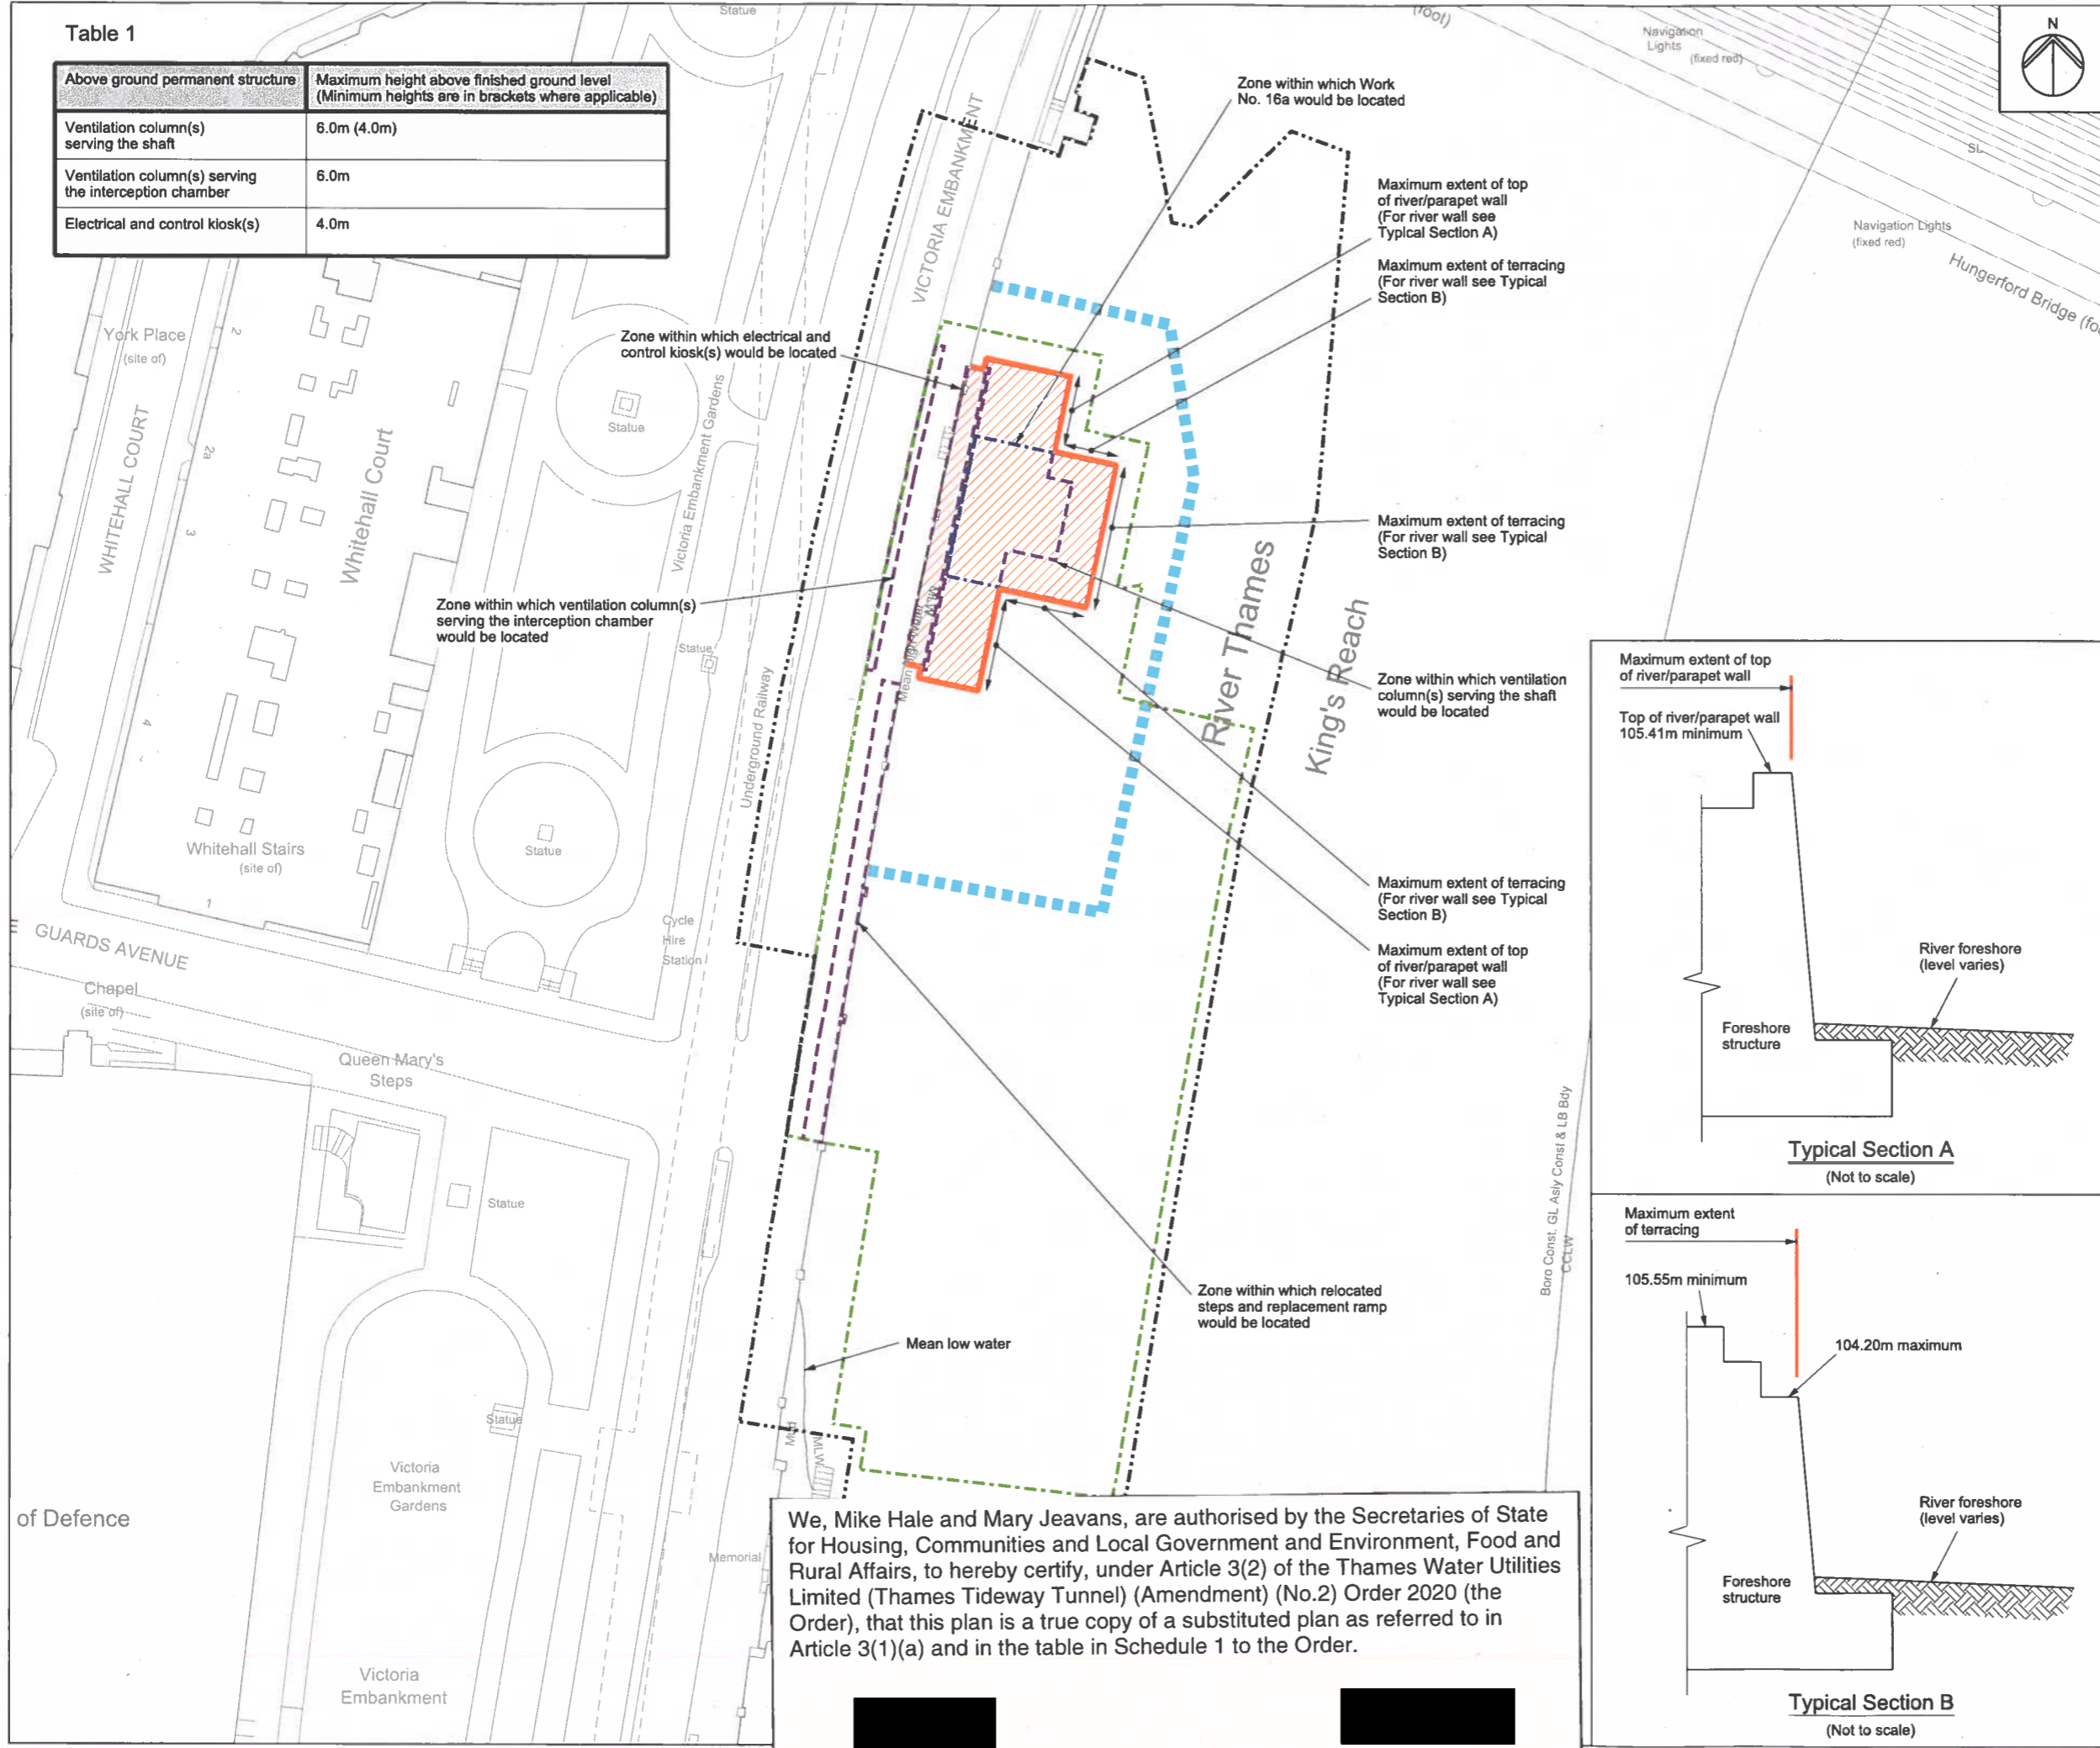 Table 1
Above ground permanent structure
Maximum height above finished ground level
(Minimum heights are in brackets where applicable)
Ventilation column(s)
serving the shaft
6.0m (4.0m)
Ventilation column(s) serving
the interception chamber
6.0m
Electrical and control kiosk(s)
4.0m
Statue
(foot)
Navigation
Lights
(fixed red)
N
SL
Navigation Lights
(fixed red)
Hungerford Bridge
Zone within which Work
No. 16a would be located
Maximum extent of top
of river/parapet wall
(For river wall see
Typical Section A)
Maximum extent of terracing
(For river wall see Typical
Section B)
VICTORIA EMBANKMENT
Zone within which electrical and
control kiosk(s) would be located
York Place
(site of)
2
2a
3
4
1
WHITEHALL COURT
Whitehall Court
Statue
Victoria Embankment Gardens
Maximum extent of terracing
(For river wall see Typical
Section B)
Zone within which ventilation column(s)
serving the interception chamber
would be located
Statue
Underground Railway
River Thames
King's Reach
Zone within which ventilation
column(s) serving the shaft
would be located
Whitehall Stairs
(site of)
Statue
Maximum extent of terracing
(For river wall see Typical
Section B)
Maximum extent of top
of river/parapet wall
(For river wall see
Typical Section A)
Cycle
Hire
Station
E GUARDS AVENUE
Chapel
(site of)
Queen Mary's
Steps
Statue
Zone within which relocated
steps and replacement ramp
would be located
Mean low water
Boro Const, GL Asly Const & LB Bdy
CCLW
MLW
Statue
Victoria
Embankment
Gardens
of Defence
Memorial
Victoria
Embankment
Maximum extent of top
of river/parapet wall
Top of river/parapet wall
105.41m minimum
River foreshore
(level varies)
Foreshore
structure
Typical Section A
(Not to scale)
Maximum extent
of terracing
105.55m minimum
104.20m maximum
River foreshore
(level varies)
Foreshore
structure
Typical Section B
(Not to scale)
We, Mike Hale and Mary Jeavans, are authorised by the Secretaries of State
for Housing, Communities and Local Government and Environment, Food and
Rural Affairs, to hereby certify, under Article 3(2) of the Thames Water Utilities
Limited (Thames Tideway Tunnel) (Amendment) (No.2) Order 2020 (the
Order), that this plan is a true copy of a substituted plan as referred to in
Article 3(1)(a) and in the table in Schedule 1 to the Order.